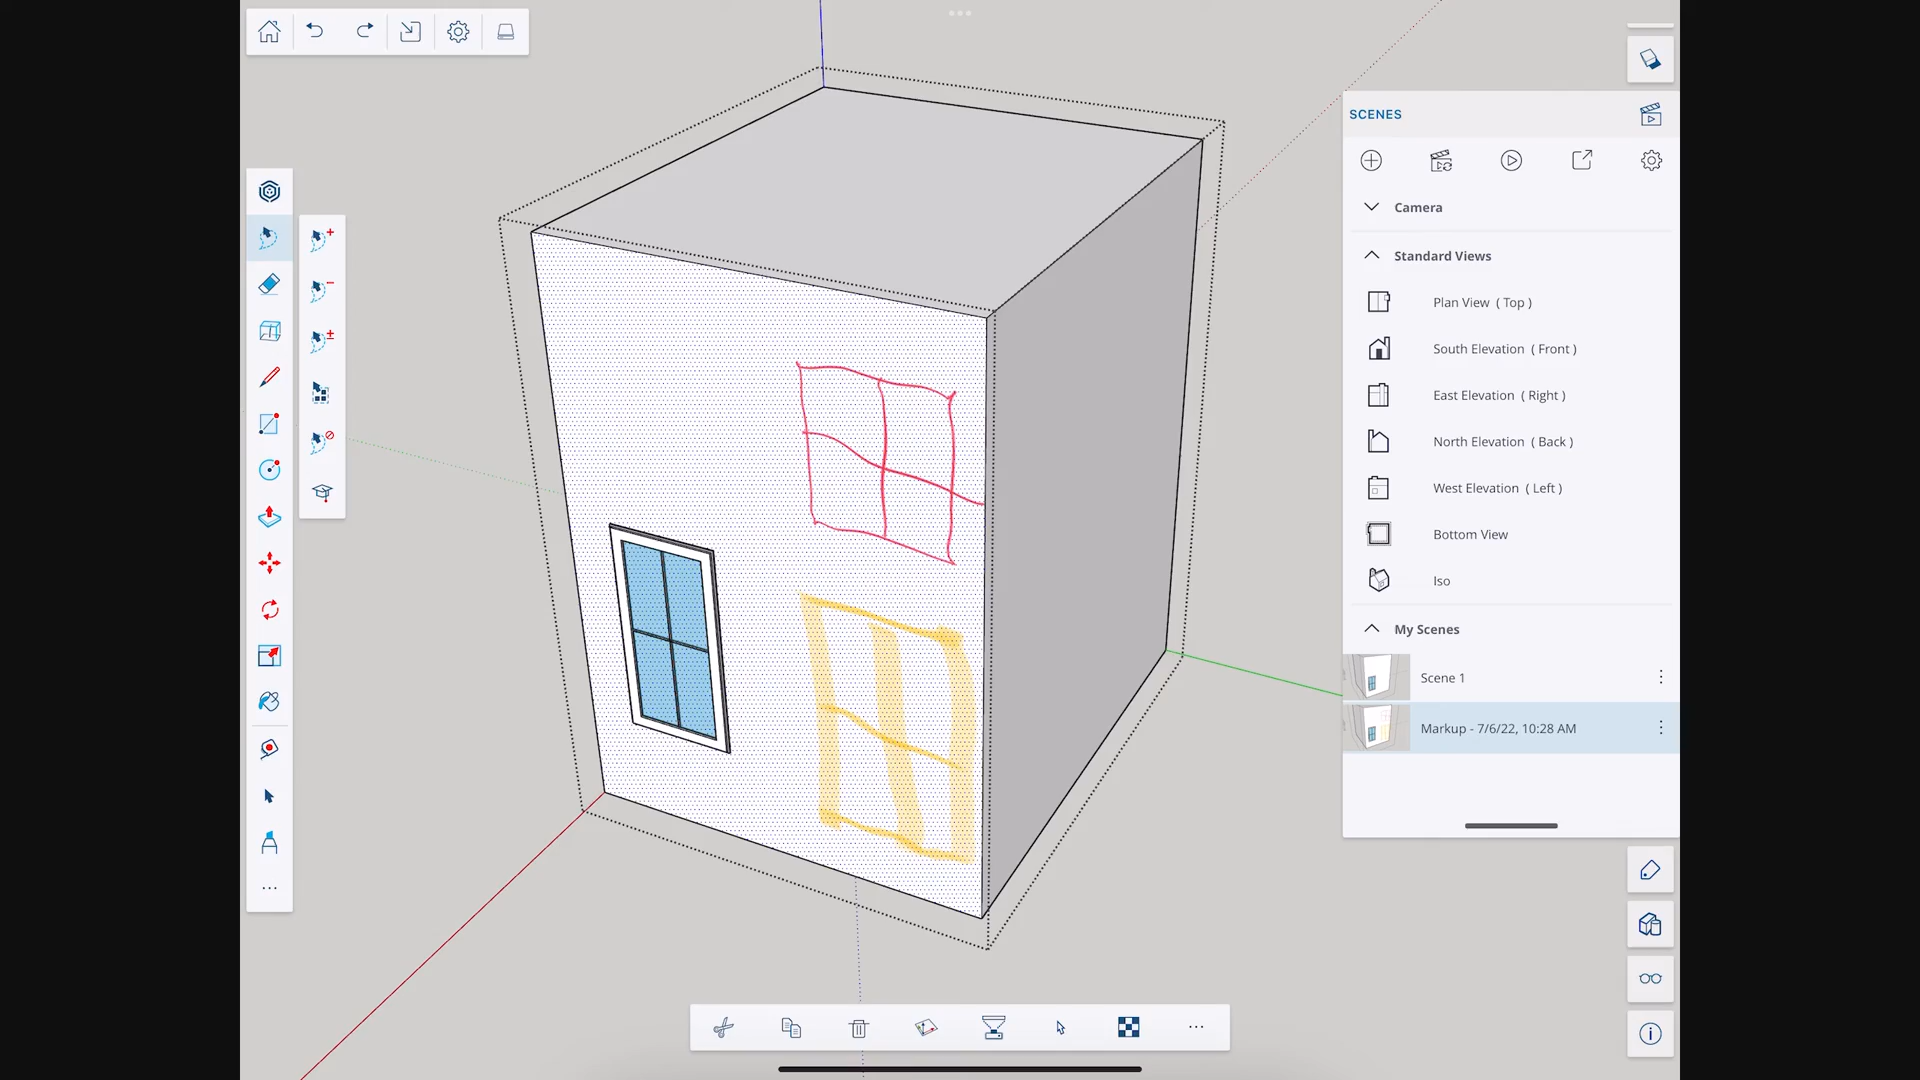 SCENES
Camera
Standard Views
Plan View ( Top )
South Elevation ( Front )
East Elevation ( Right )
North Elevation ( Back )
West Elevation ( Left )
Bottom View
Iso
My Scenes
Scene 1
Markup - 7/6/22, 10:28 AM